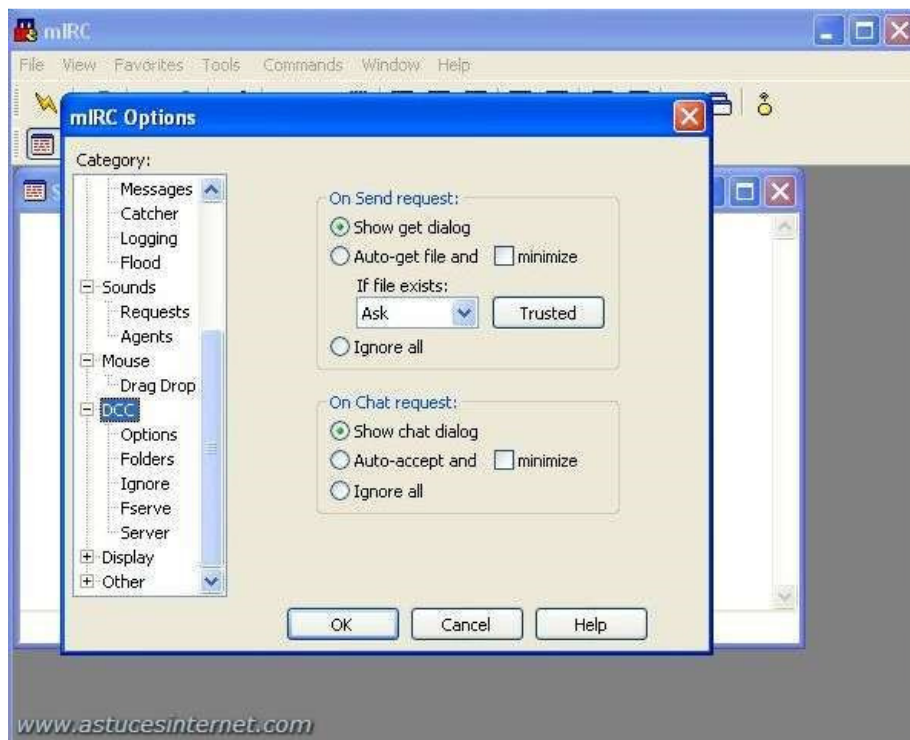 mIRC
File View Favorites Tools Commands Window Help
mIRC Options
Category:
Messages
Catcher
Logging
Flood
Sounds
Requests
Agents
Mouse
Drag Drop
DCC
Options
Folders
Ignore
Fserve
Server
Display
Other
On Send request:
Show get dialog
Auto-get file and minimize
If file exists:
Ask Trusted
Ignore all
On Chat request:
Show chat dialog
Auto-accept and minimize
Ignore all
OK Cancel Help
www.astucesinternet.com